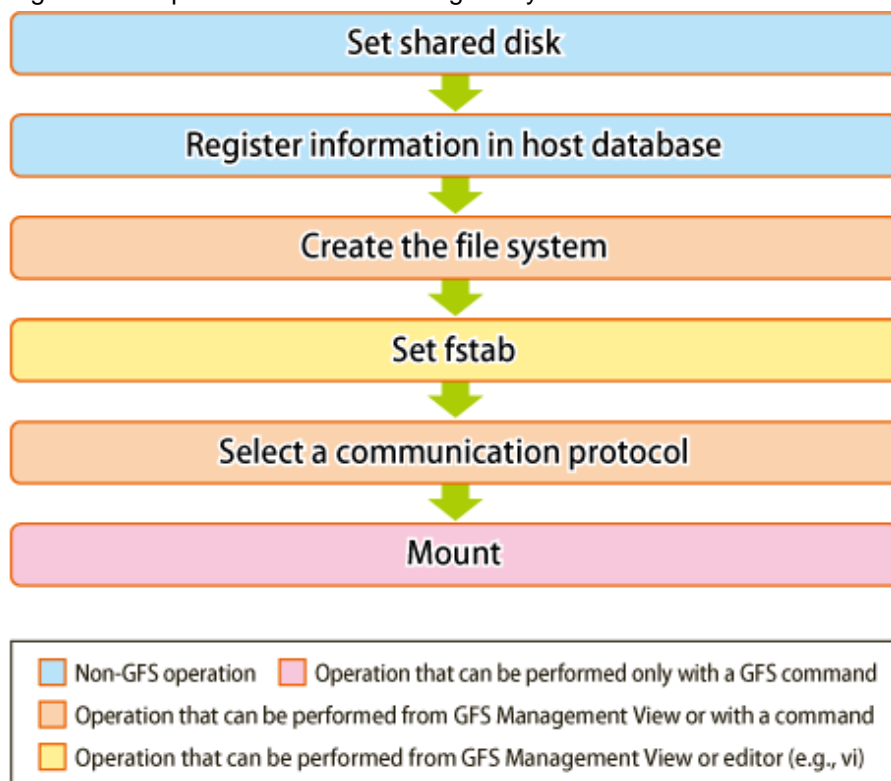 Set shared disk
Register information in host database
Create the file system
Set fstab
Select a communication protocol
Mount
Non-GFS operation Operation that can be performed only with a GFS command
Operation that can be performed from GFS Management View or with a command
Operation that can be performed from GFS Management View or editor (e.g., vi)